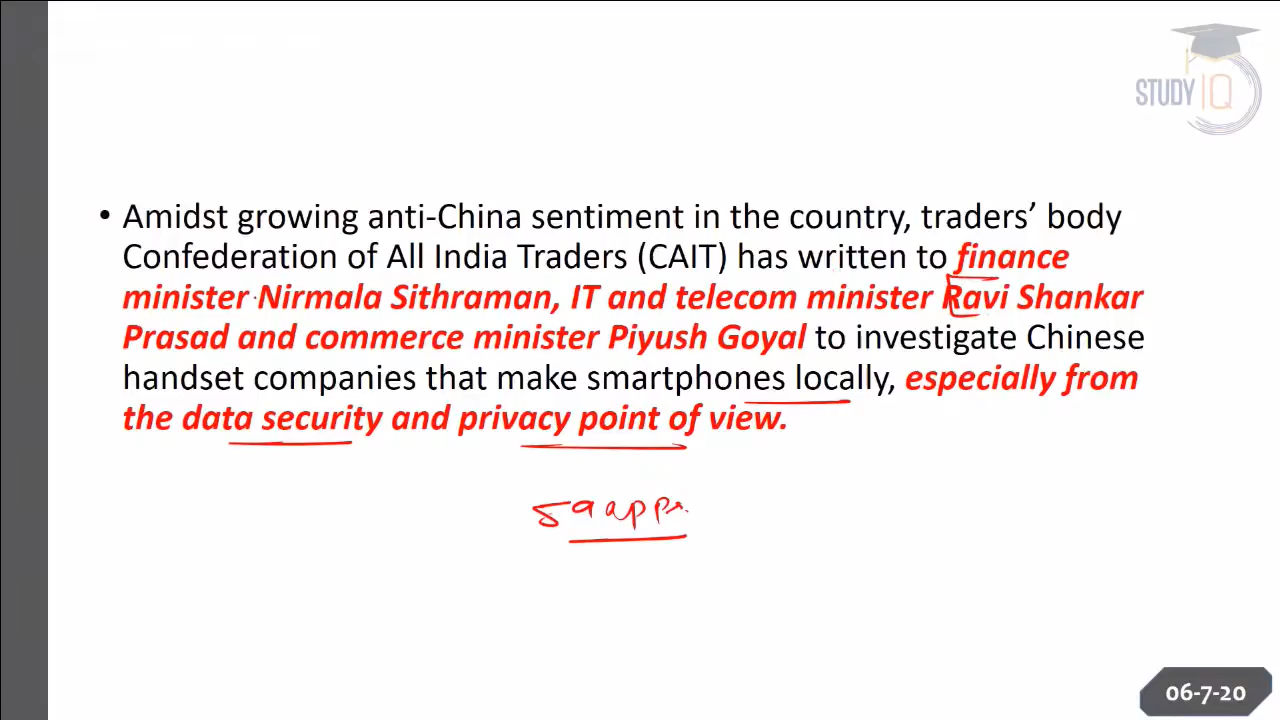 STUDY IQ
• Amidst growing anti-China sentiment in the country, traders’ body
Confederation of All India Traders (CAIT) has written to finance
minister Nirmala Sithraman, IT and telecom minister Ravi Shankar
Prasad and commerce minister Piyush Goyal to investigate Chinese
handset companies that make smartphones locally, especially from
the data security and privacy point of view.
59 apps.
06-7-20